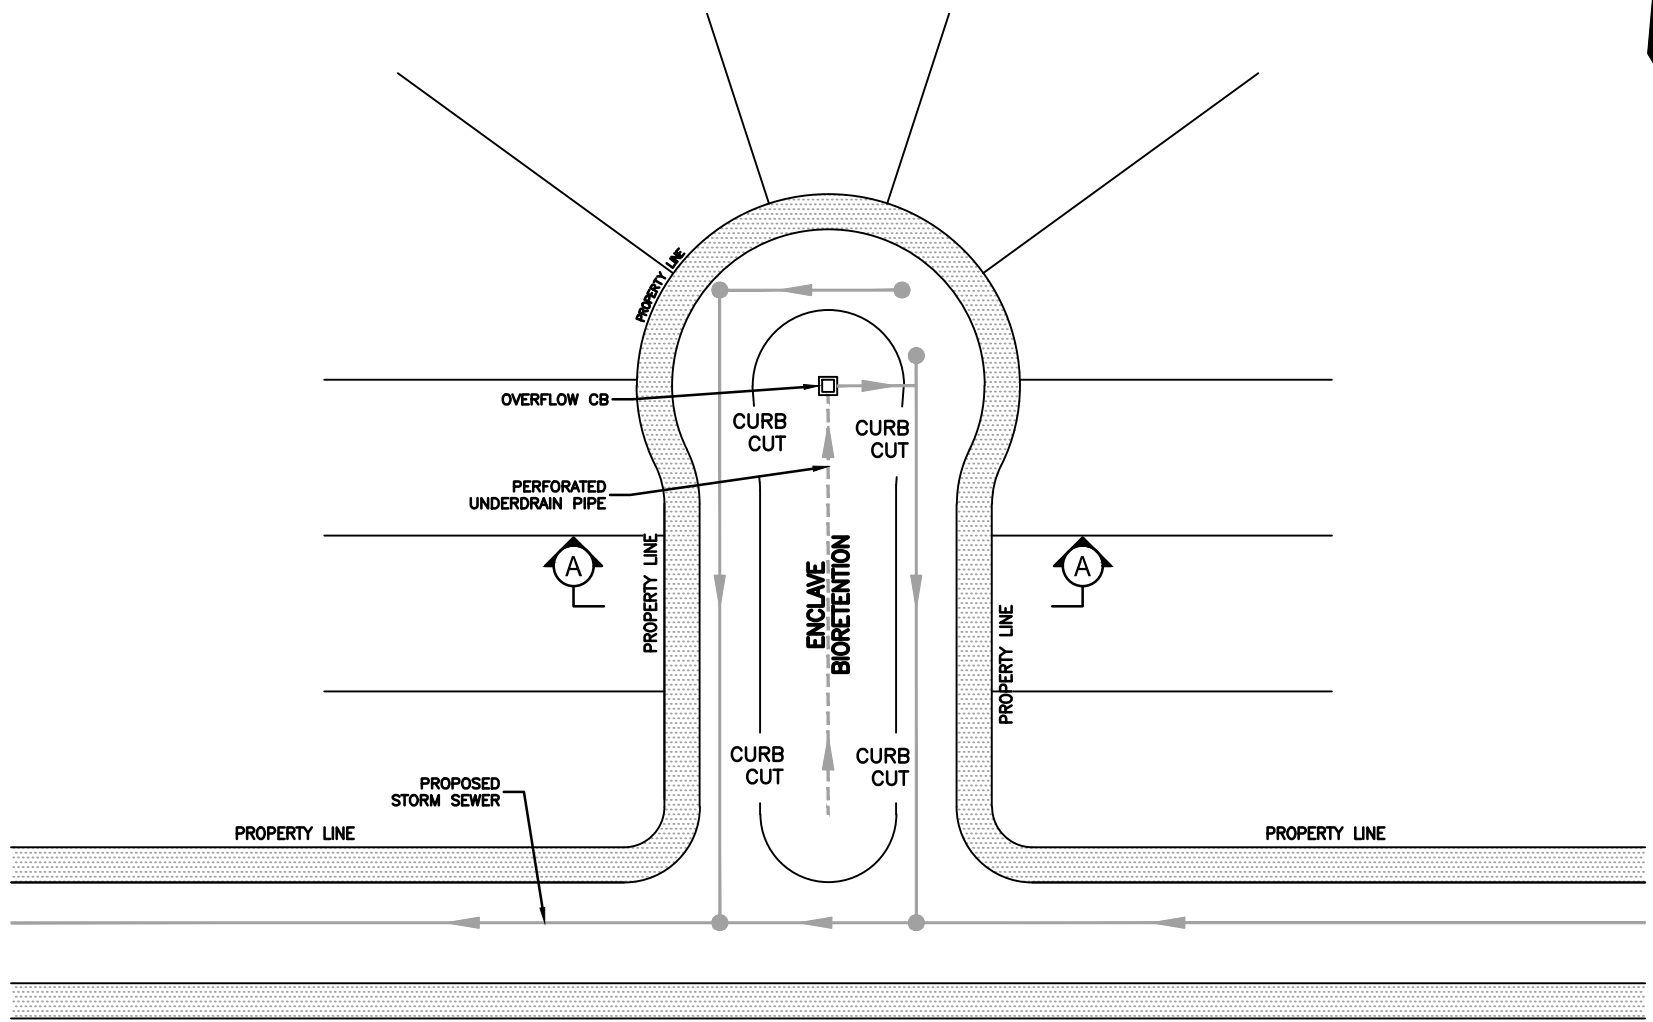 PROPERTY LINE
OVERFLOW CB
CURB
CUT
CURB
CUT
PERFORATED
UNDERDRAIN PIPE
PROPERTY LINE
A
ENCLAVE
BIORETENTION
A
PROPERTY LINE
CURB
CUT
CURB
CUT
PROPOSED
STORM SEWER
PROPERTY LINE
PROPERTY LINE